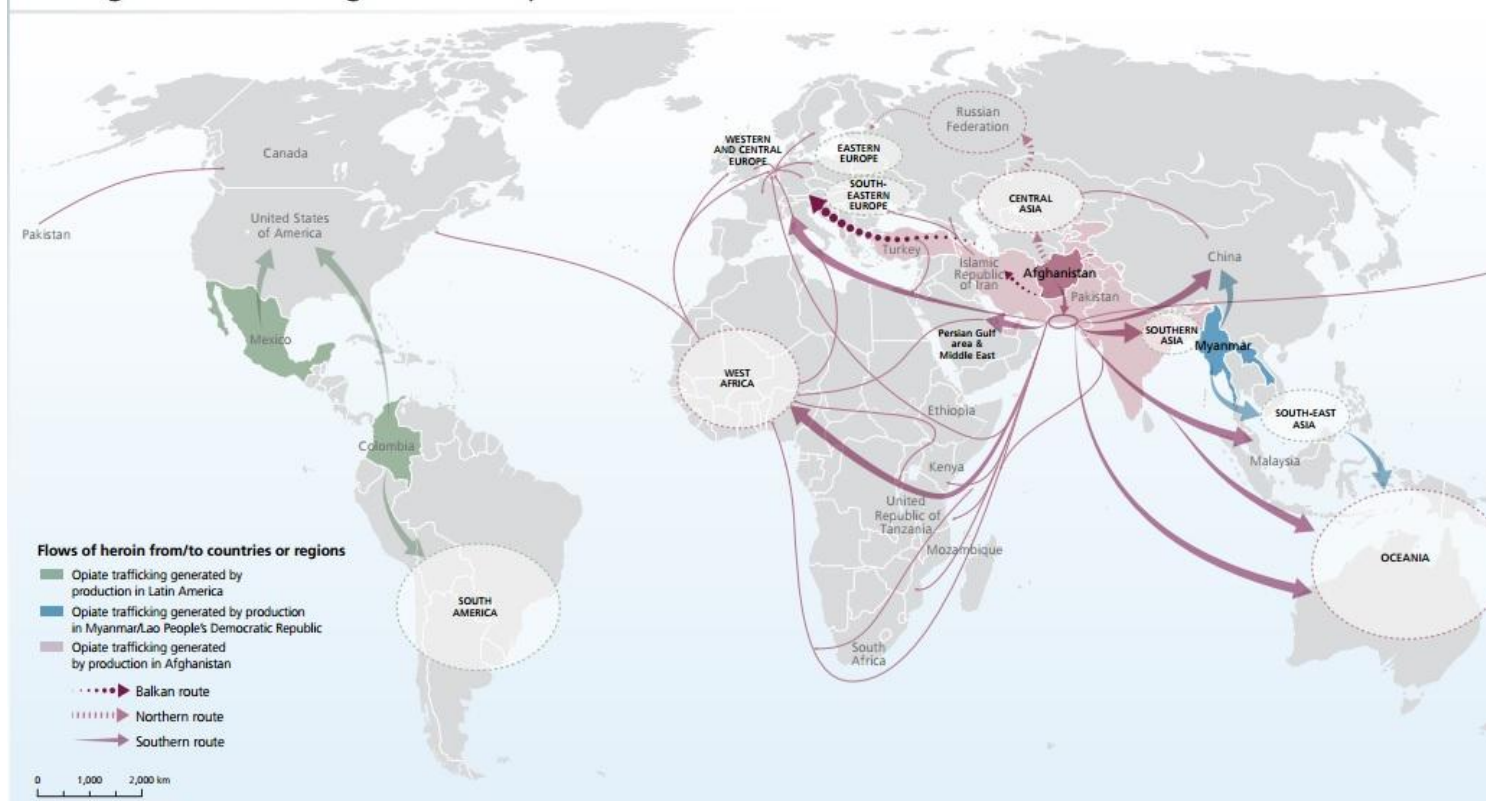 Canada
Pakistan
United States
of America
Mexico
Colombia
SOUTH
AMERICA
WESTERN
AND CENTRAL
EUROPE
EASTERN
EUROPE
SOUTH-
EASTERN
EUROPE
Russian
Federation
CENTRAL
ASIA
Turkey
Islamic
Republic
of Iran
Afghanistan
Pakistan
China
Persian Gulf
area &
Middle East
SOUTHERN
ASIA
Myanmar
WEST
AFRICA
Ethiopia
Kenya
United
Republic of
Tanzania
Mozambique
South
Africa
SOUTH-EAST
ASIA
Malaysia
OCEANIA
Flows of heroin from/to countries or regions
Opiate trafficking generated by
production in Latin America
Opiate trafficking generated by production
in Myanmar/Lao People's Democratic Republic
Opiate trafficking generated
by production in Afghanistan
Balkan route
Northern route
Southern route
0 1,000 2,000 km